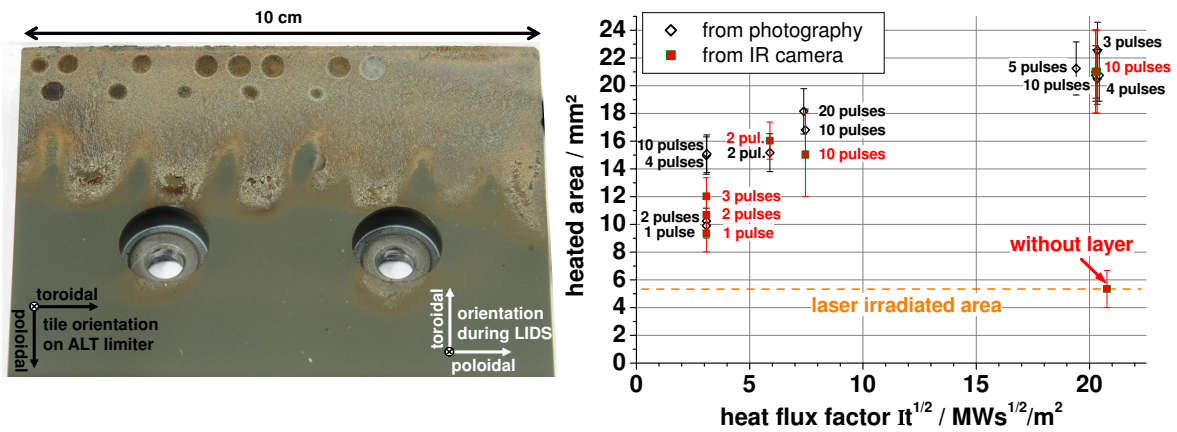 10 cm
toroidal
poloidal
tile orientation
on ALT limiter
toroidal
orientation
during LIDS
poloidal
from photography
from IR camera
heated area / mm²
24
22
20
18
16
14
12
10
8
6
4
2
0
3 pulses
5 pulses
10 pulses
10 pulses
4 pulses
20 pulses
10 pulses
10 pulses
10 pulses
4 pulses
2 pul.
2 pul.
3 pulses
2 pulses
2 pulses
1 pulse
1 pulse
without layer
laser irradiated area
0 5 10 15 20
heat flux factor It^1/2 / MWs^1/2/m^2